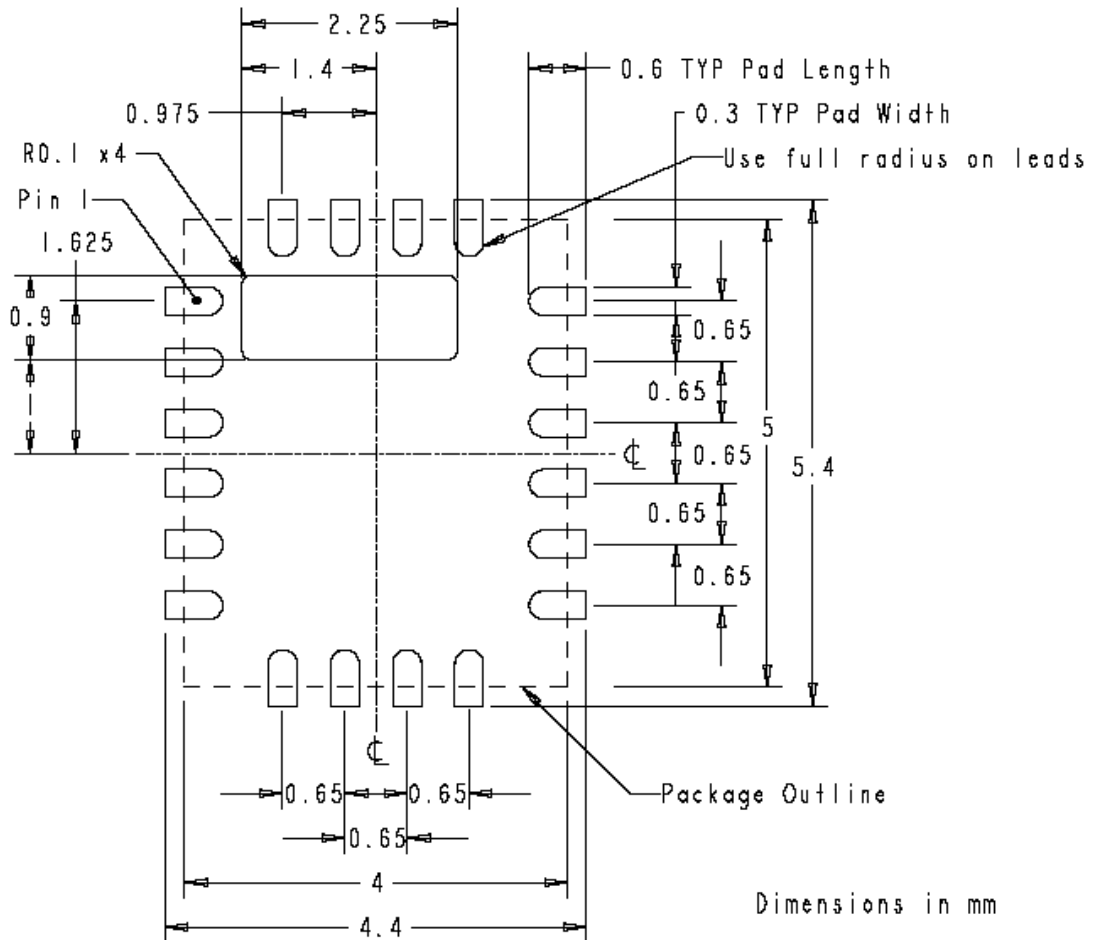 2.25
1.4
0.6 TYP Pad Length
0.975
0.3 TYP Pad Width
R0.1 x4
Use full radius on leads
Pin 1
1.625
0.9
0.65
0.65
5
0.65
5.4
0.65
0.65
0.65
0.65
0.65
Package Outline
4
Dimensions in mm
4.4